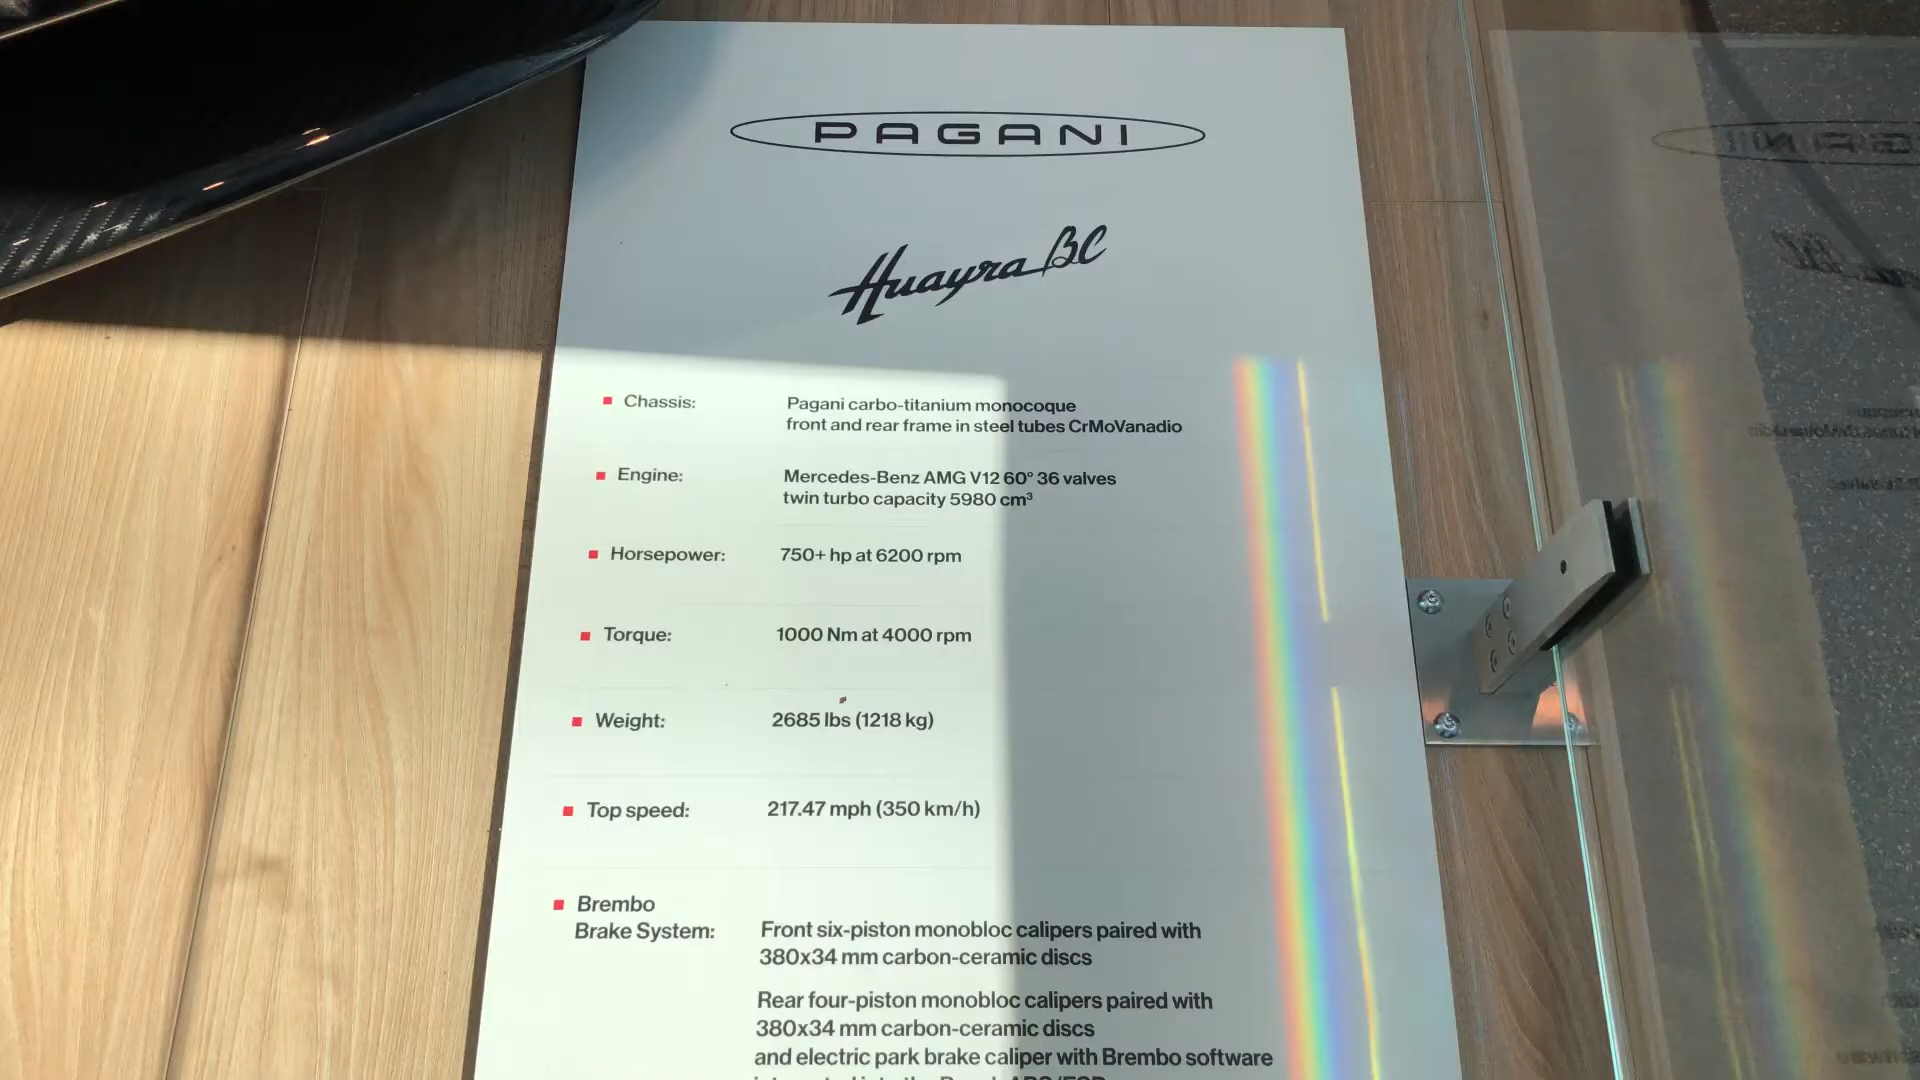 PAGANI
Huayra BC
Chassis: Pagani carbo-titanium monocoque
front and rear frame in steel tubes CrMoVanadio
Engine: Mercedes-Benz AMG V12 60° 36 valves
twin turbo capacity 5980 cm³
Horsepower: 750+ hp at 6200 rpm
Torque: 1000 Nm at 4000 rpm
Weight: 2685 lbs (1218 kg)
Top speed: 217.47 mph (350 km/h)
Brembo
Brake System: Front six-piston monobloc calipers paired with
380x34 mm carbon-ceramic discs
Rear four-piston monobloc calipers paired with
380x34 mm carbon-ceramic discs
and electric park brake caliper with Brembo software